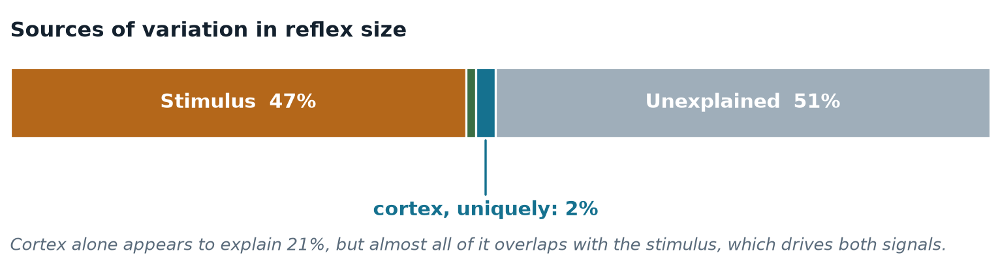 Sources of variation in reflex size
Stimulus  47%
Unexplained  51%
cortex, uniquely: 2%
Cortex alone appears to explain 21%, but almost all of it overlaps with the stimulus, which drives both signals.